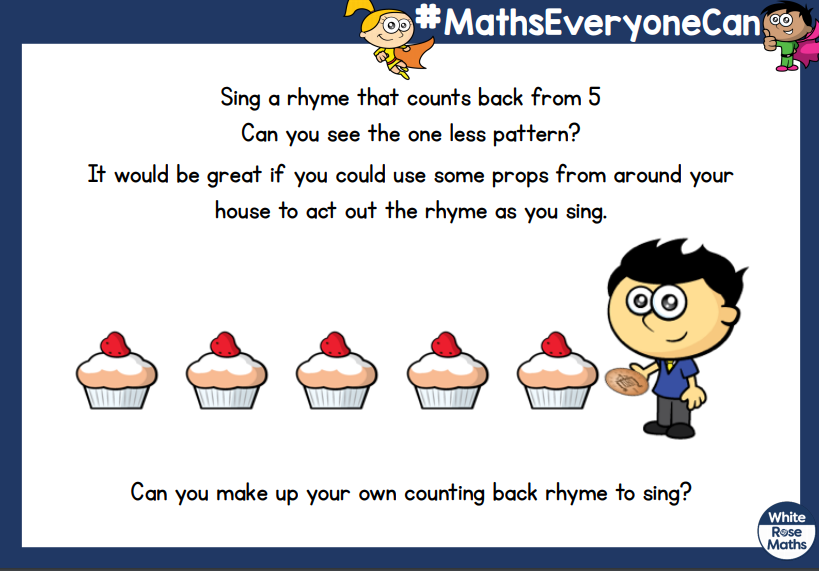 #MathsEveryoneCan
Sing a rhyme that counts back from 5
Can you see the one less pattern?
It would be great if you could use some props from around your
house to act out the rhyme as you sing.
Can you make up your own counting back rhyme to sing?
White
Rose
Maths